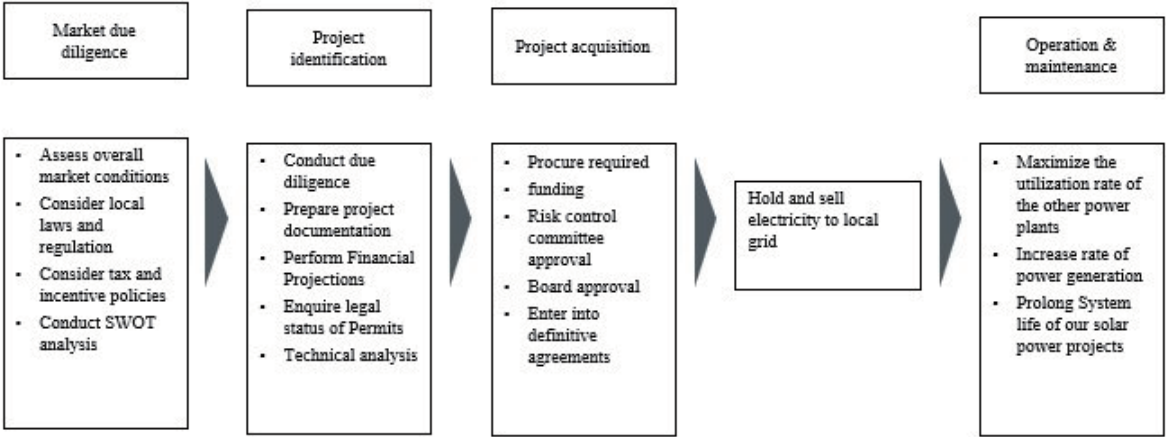 Market due
diligence
Project
identification
Project acquisition
Operation &
maintenance
▪ Assess overall
market conditions
▪ Consider local
laws and
regulation
▪ Consider tax and
incentive policies
▪ Conduct SWOT
analysis
▪ Conduct due
diligence
▪ Prepare project
documentation
▪ Perform Financial
Projections
▪ Enquire legal
status of Permits
▪ Technical analysis
▪ Procure required
▪ funding
▪ Risk control
committee
approval
▪ Board approval
▪ Enter into
definitive
agreements
Hold and sell
electricity to local
grid
▪ Maximize the
utilization rate of
the other power
plants
▪ Increase rate of
power generation
▪ Prolong System
life of our solar
power projects